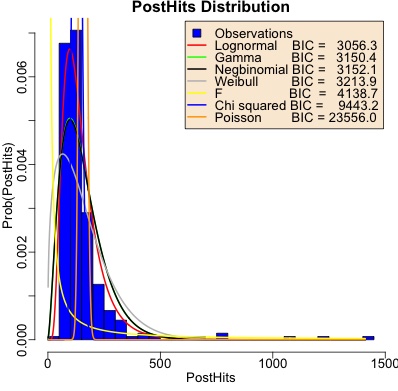 PostHits Distribution
Observations
Lognormal BIC = 3056.3
Gamma BIC = 3150.4
Negbinomial BIC = 3152.1
Weibull BIC = 3213.9
F BIC = 4138.7
Chi squared BIC = 9443.2
Poisson BIC = 23556.0
Prob(PostHits)
0.006
0.004
0.002
0.000
0 500 1000 1500
PostHits